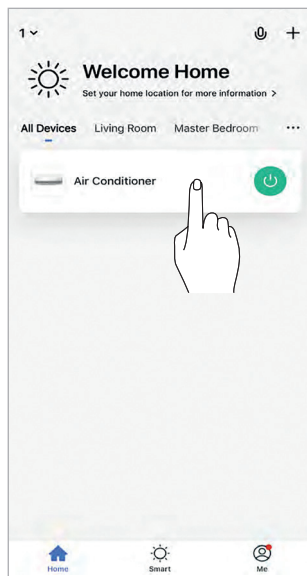 1
Welcome Home
Set your home location for more information >
All Devices Living Room Master Bedroom ...
Air Conditioner
Home Smart Me